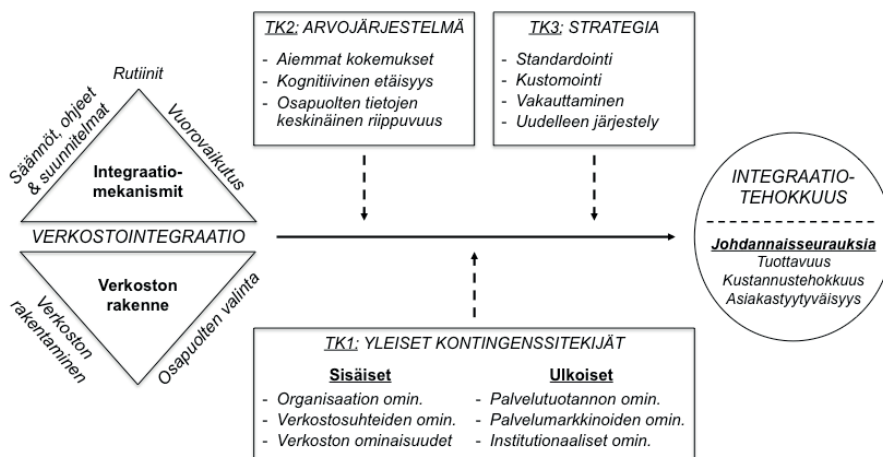 Rutiinit
Säännöt, ohjeet
& suunnitelmat
Vuorovaikutus
Integraatio-
mekanismit
VERKOSTOINTEGRAATIO
Verkoston
rakenne
Verkoston
rakentaminen
Osapuolten valinta
TK2: ARVOJÄRJESTELMÄ
- Aiemmat kokemukset
- Kognitiivinen etäisyys
- Osapuolten tietojen
keskinäinen riippuvuus
TK3: STRATEGIA
- Standardointi
- Kustomointi
- Vakauttaminen
- Uudelleen järjestely
TK1: YLEISET KONTINGENSSITEKIJÄT
Sisäiset
- Organisaation omin.
- Verkostosuhteiden omin.
- Verkoston ominaisuudet
Ulkoiset
- Palvelutuotannon omin.
- Palvelumarkkinoiden omin.
- Institutionaaliset omin.
INTEGRAATIO-
TEHOKKUUS
Johdannaisseurauksia
Tuottavuus
Kustannustehokkuus
Asiakastyytyväisyys